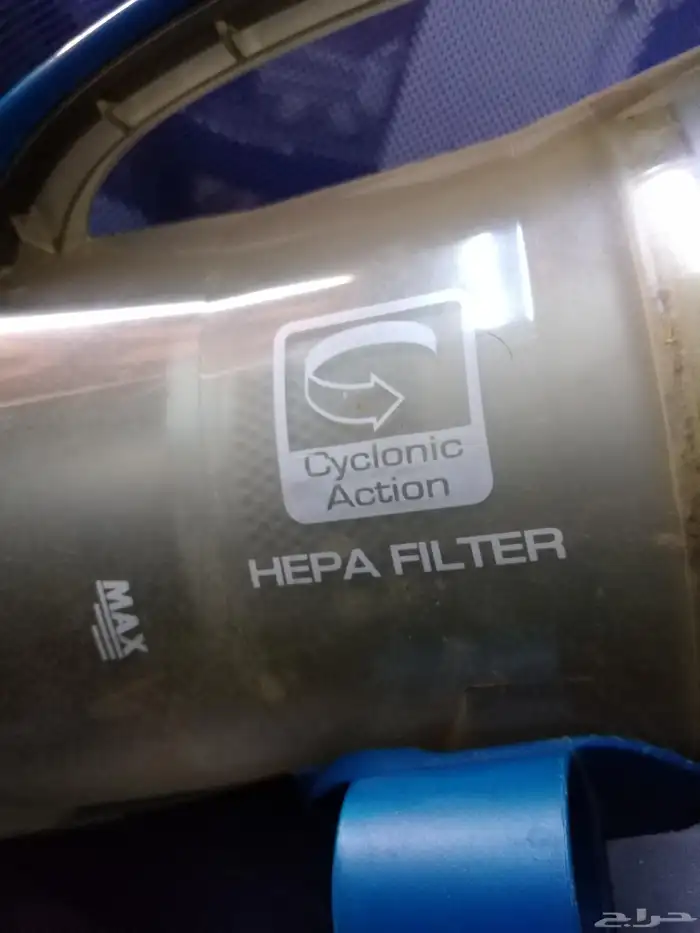 Cyclonic
Action
HEPA FILTER
MAX
حراج